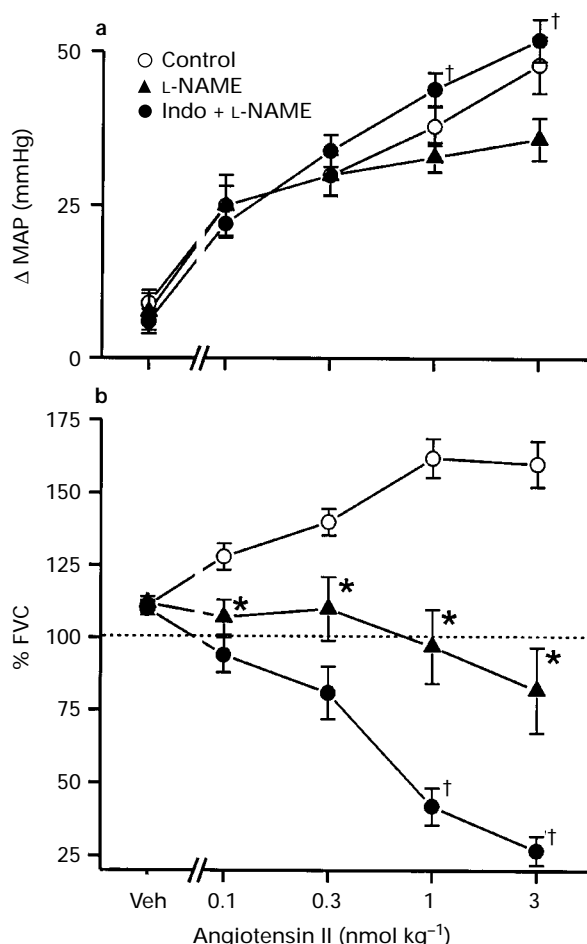 a
50
25
0
Δ MAP (mmHg)
Control
L-NAME
Indo + L-NAME
†
†
b
175
150
125
100
75
50
25
% FVC
*
*
*
*
†
†
Veh
0.1
0.3
1
3
Angiotensin II (nmol kg⁻¹)